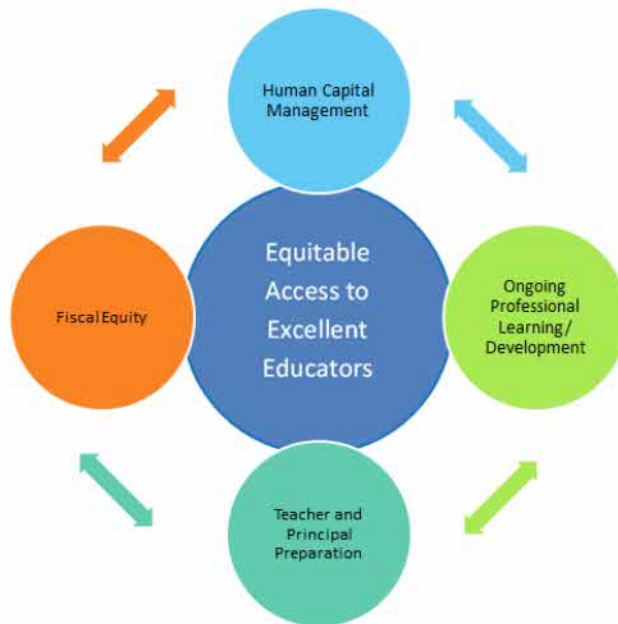 Human Capital
Management
Equitable
Access to
Excellent
Educators
Fiscal Equity
Ongoing
Professional
Learning/
Development
Teacher and
Principal
Preparation